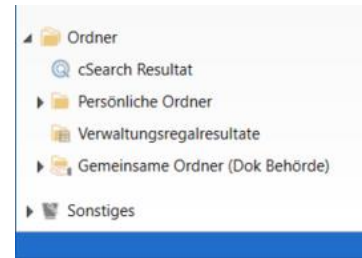 Ordner
cSearch Resultat
Persönliche Ordner
Verwaltungsregalresultate
Gemeinsame Ordner (Dok Behörde)
Sonstiges